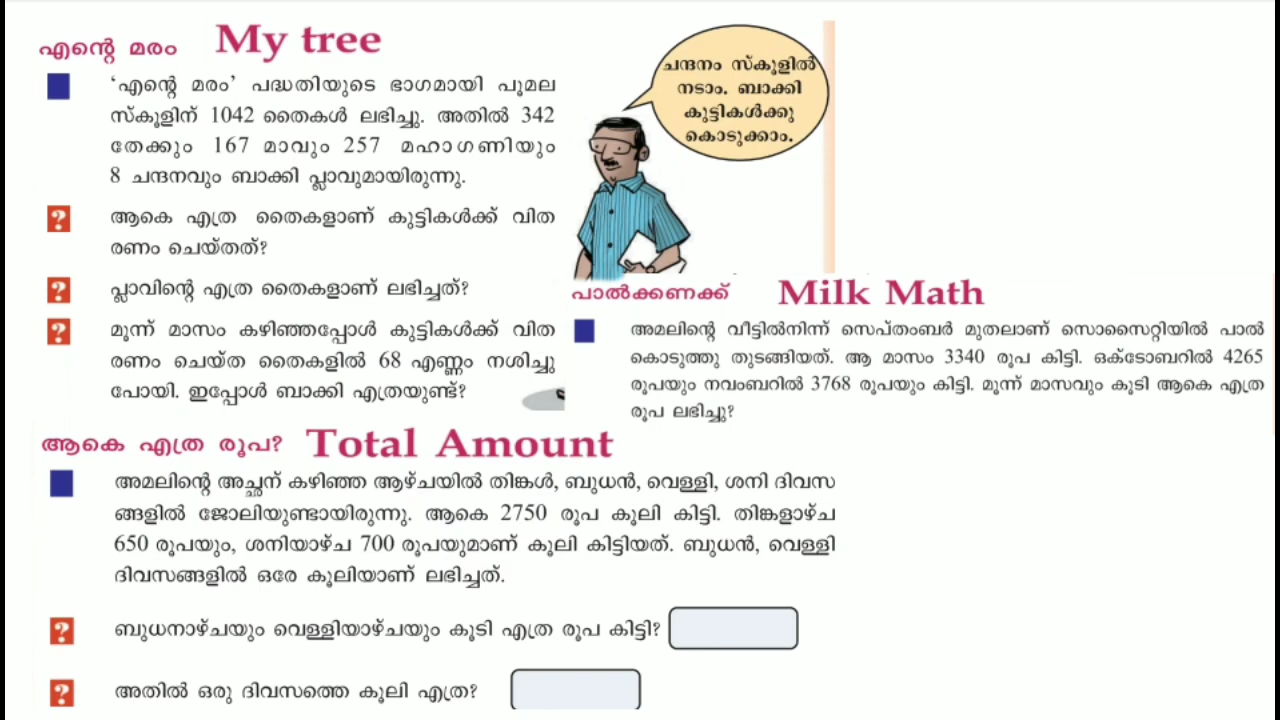 എന്റെ മരം My tree
‘എന്റെ മരം’ പദ്ധതിയുടെ ഭാഗമായി പൂമല
സ്കൂളിന് 1042 തൈകൾ ലഭിച്ചു. അതിൽ 342
തേക്കും 167 മാവും 257 മഹാഗണിയും
8 ചന്ദനവും ബാക്കി പ്ലാവുമായിരുന്നു.
? ആകെ എത്ര തൈകളാണ് കുട്ടികൾക്ക് വിത
രണം ചെയ്തത്?
? പ്ലാവിന്റെ എത്ര തൈകളാണ് ലഭിച്ചത്?
? മൂന്ന് മാസം കഴിഞ്ഞപ്പോൾ കുട്ടികൾക്ക് വിത
രണം ചെയ്ത തൈകളിൽ 68 എണ്ണം നശിച്ചു
പോയി. ഇപ്പോൾ ബാക്കി എത്രയുണ്ട്?
ചന്ദനം സ്കൂളിൽ
നടാം. ബാക്കി
കുട്ടികൾക്കു
കൊടുക്കാം.
പാൽക്കണക്ക് Milk Math
അമലിന്റെ വീട്ടിൽനിന്ന് സെപ്തംബർ മുതലാണ് സൊസൈറ്റിയിൽ പാൽ
കൊടുത്തു തുടങ്ങിയത്. ആ മാസം 3340 രൂപ കിട്ടി. ഒക്ടോബറിൽ 4265
രൂപയും നവംബറിൽ 3768 രൂപയും കിട്ടി. മൂന്ന് മാസവും കൂടി ആകെ എത്ര
രൂപ ലഭിച്ചു?
ആകെ എത്ര രൂപ? Total Amount
അമലിന്റെ അച്ഛന് കഴിഞ്ഞ ആഴ്ചയിൽ തിങ്കൾ, ബുധൻ, വെള്ളി, ശനി ദിവസ
ങ്ങളിൽ ജോലിയുണ്ടായിരുന്നു. ആകെ 2750 രൂപ കൂലി കിട്ടി. തിങ്കളാഴ്ച
650 രൂപയും, ശനിയാഴ്ച 700 രൂപയുമാണ് കൂലി കിട്ടിയത്. ബുധൻ, വെള്ളി
ദിവസങ്ങളിൽ ഒരേ കൂലിയാണ് ലഭിച്ചത്.
? ബുധനാഴ്ചയും വെള്ളിയാഴ്ചയും കൂടി എത്ര രൂപ കിട്ടി?
? അതിൽ ഒരു ദിവസത്തെ കൂലി എത്ര?